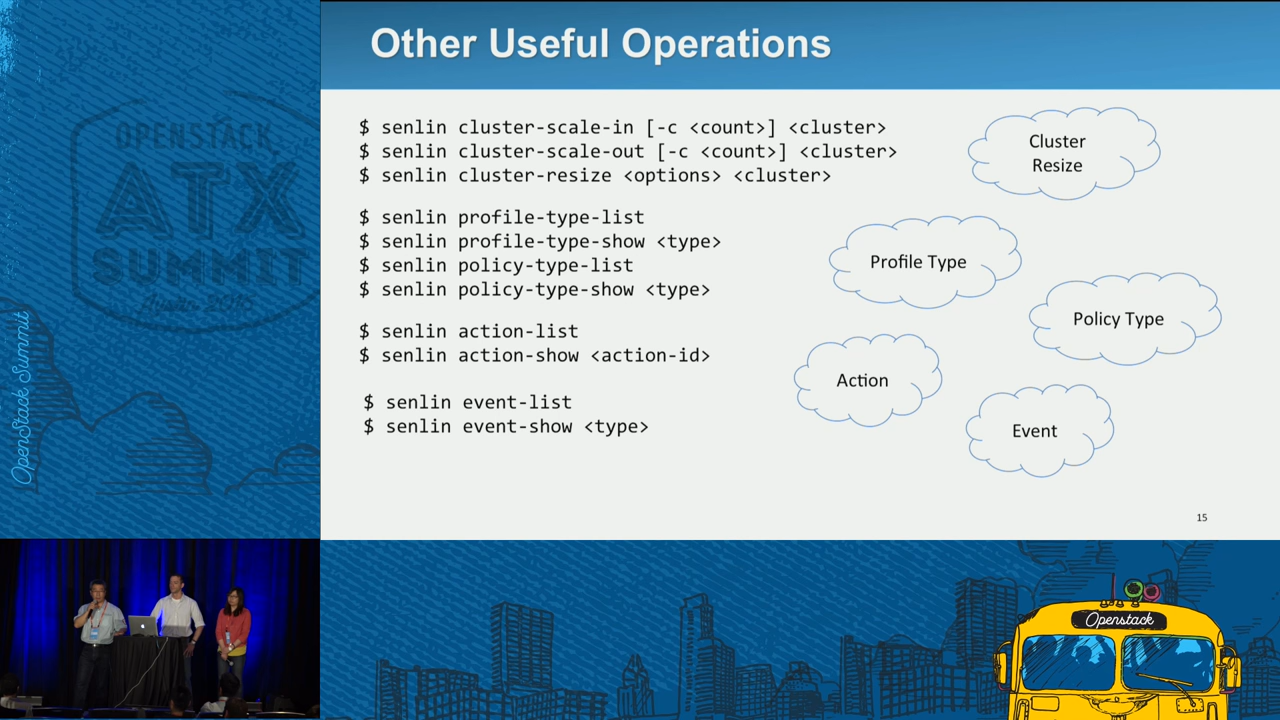 Other Useful Operations
$ senlin cluster-scale-in [-c <count>] <cluster>
$ senlin cluster-scale-out [-c <count>] <cluster>
$ senlin cluster-resize <options> <cluster>
$ senlin profile-type-list
$ senlin profile-type-show <type>
$ senlin policy-type-list
$ senlin policy-type-show <type>
$ senlin action-list
$ senlin action-show <action-id>
$ senlin event-list
$ senlin event-show <type>
Cluster
Resize
Profile Type
Policy Type
Action
Event
15
OPENSTACK
ATX
SUMMIT
Austin 2016
OpenStack Summit
Openstack